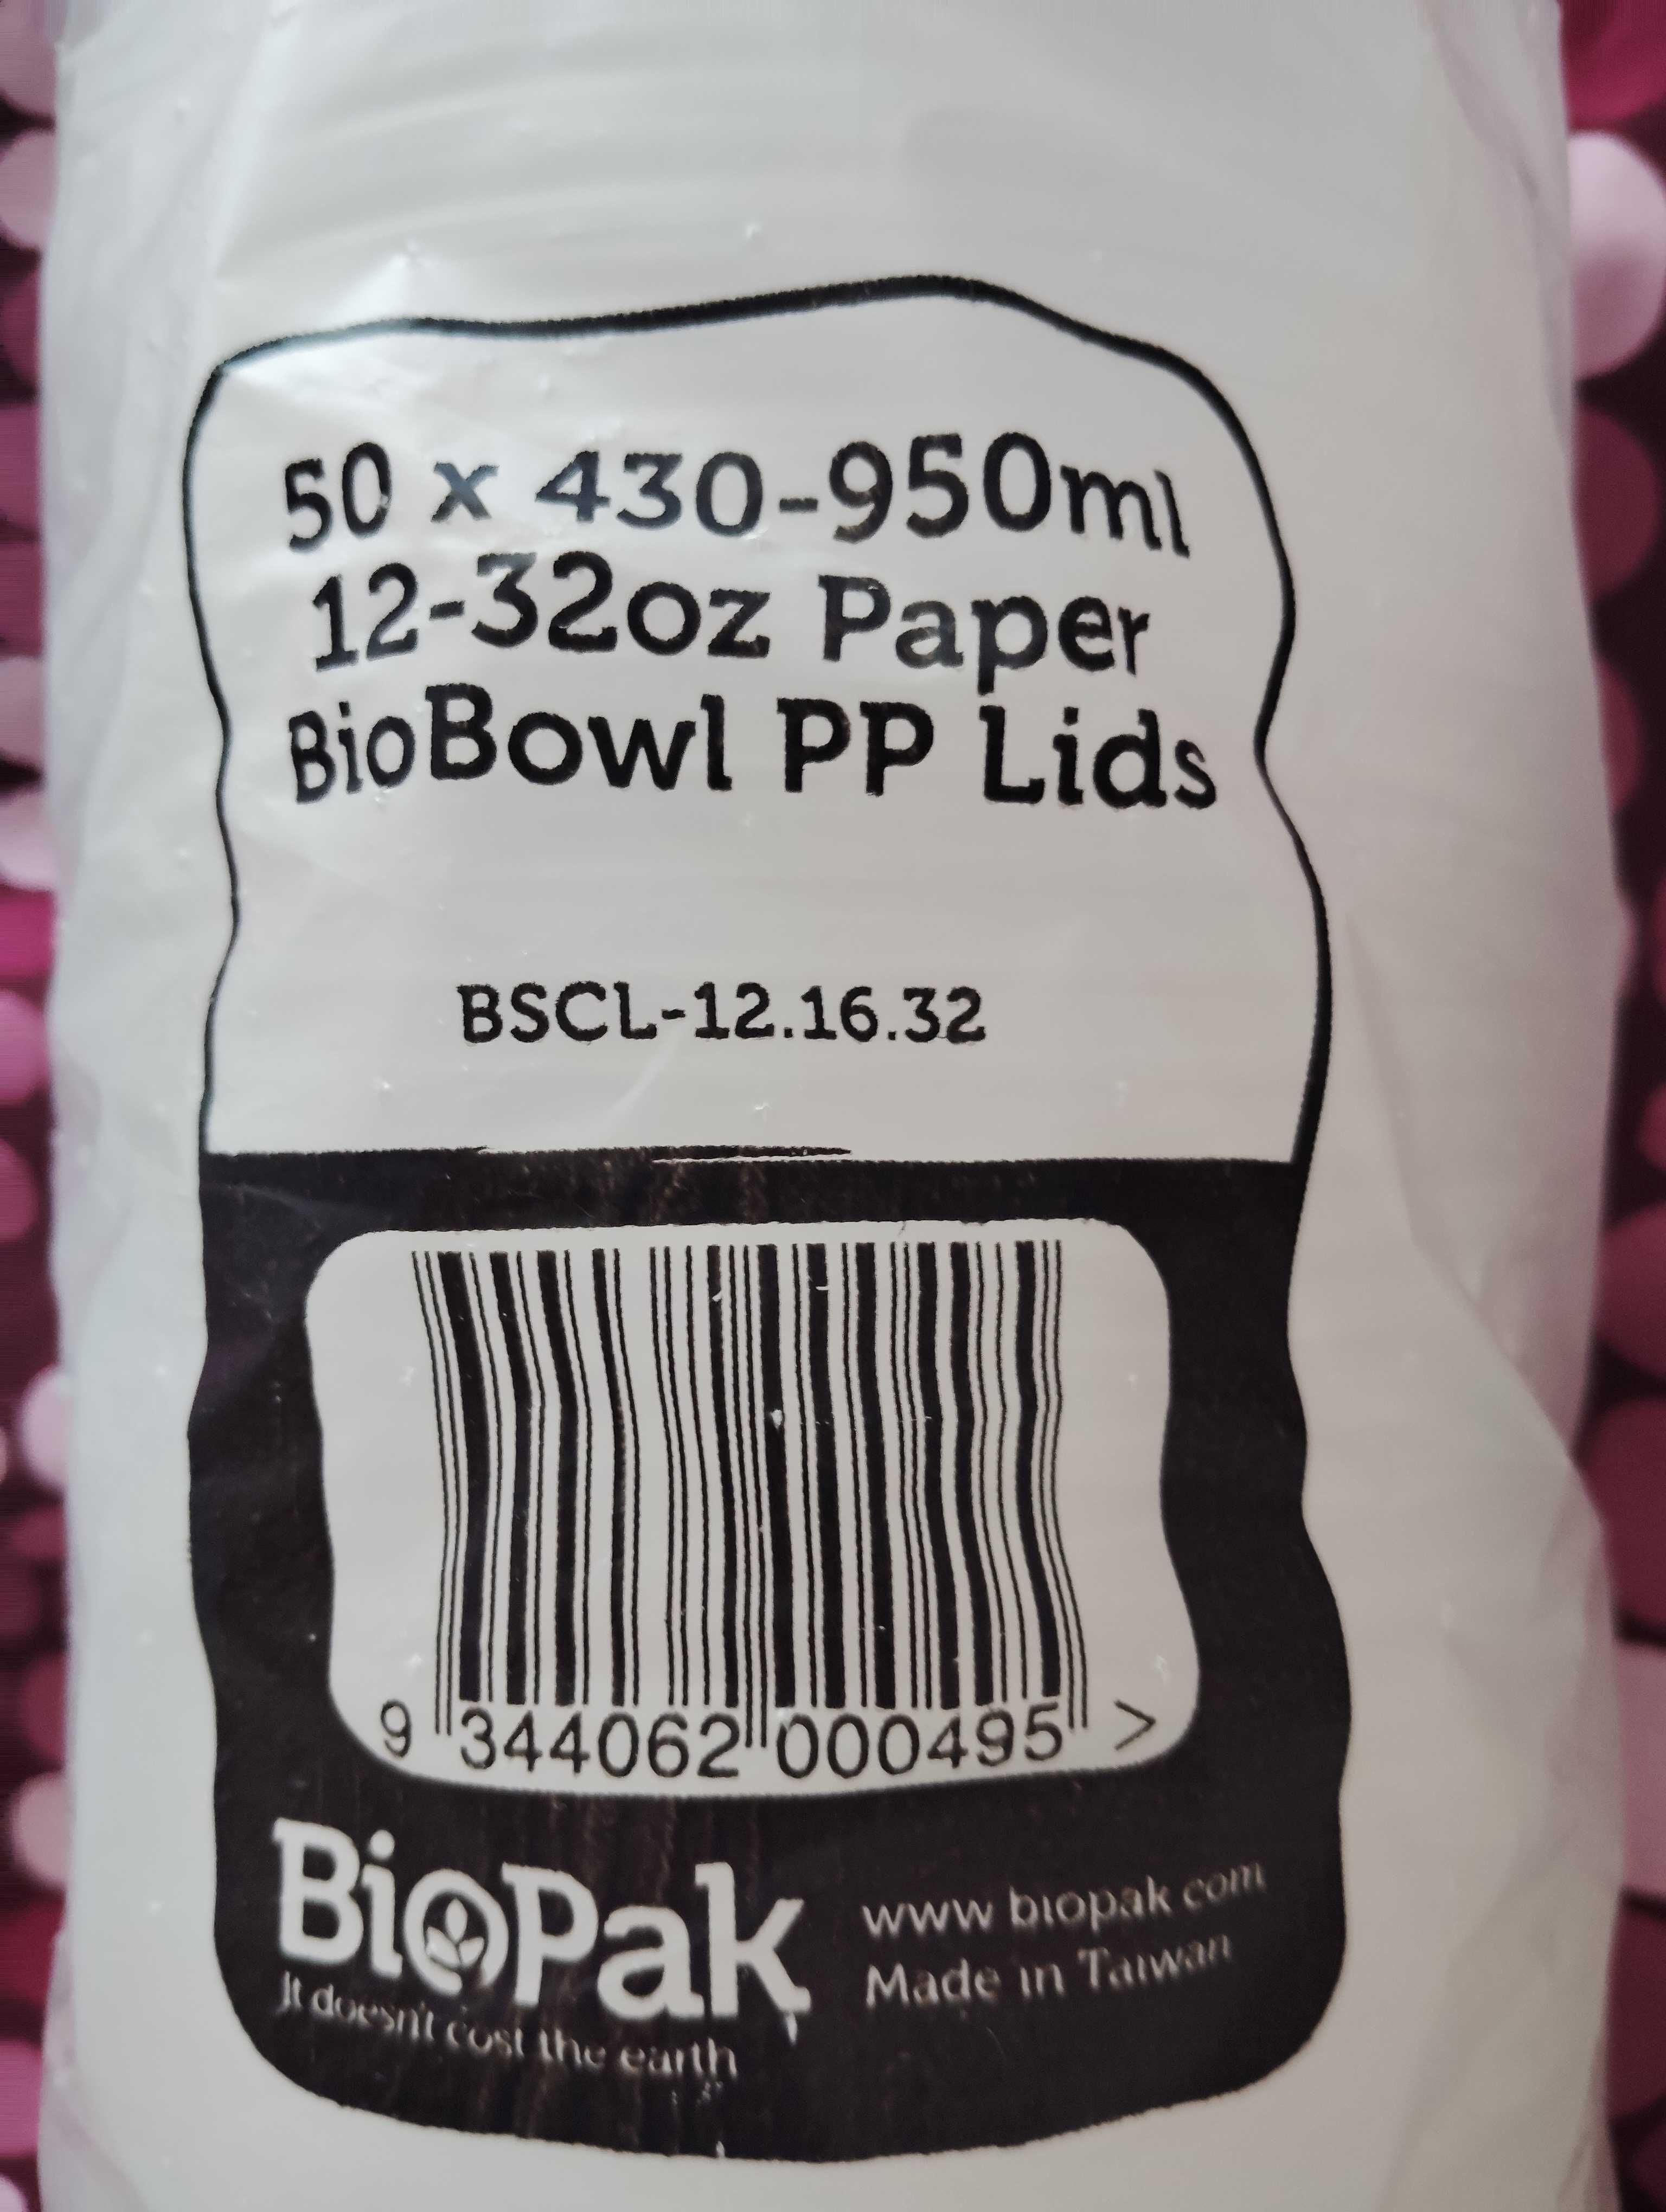 50 x 430-950ml
12-32oz Paper
BioBowl PP Lids
BSCL-12.16.32
9 344062 000495 >
BioPak
It doesn't cost the earth
www.biopak.com
Made in Taiwan